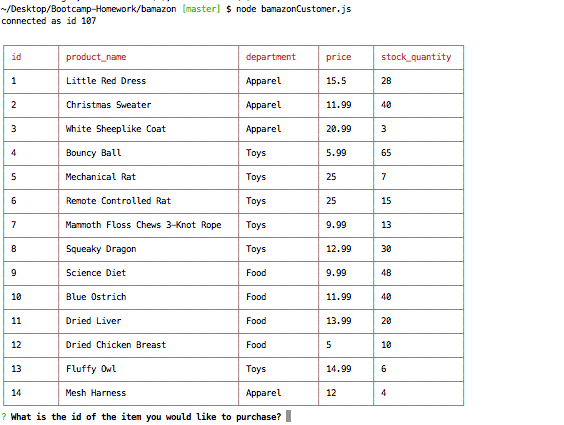 ~/Desktop/Bootcamp-Homework/bamazon [master] $ node bamazonCustomer.js
connected as id 107
id product_name department price stock_quantity
1 Little Red Dress Apparel 15.5 28
2 Christmas Sweater Apparel 11.99 40
3 White Sheeplike Coat Apparel 20.99 3
4 Bouncy Ball Toys 5.99 65
5 Mechanical Rat Toys 25 7
6 Remote Controlled Rat Toys 25 15
7 Mammoth Floss Chews 3-Knot Rope Toys 9.99 13
8 Squeaky Dragon Toys 12.99 30
9 Science Diet Food 9.99 48
10 Blue Ostrich Food 11.99 40
11 Dried Liver Food 13.99 20
12 Dried Chicken Breast Food 5 10
13 Fluffy Owl Toys 14.99 6
14 Mesh Harness Apparel 12 4
? What is the id of the item you would like to purchase?